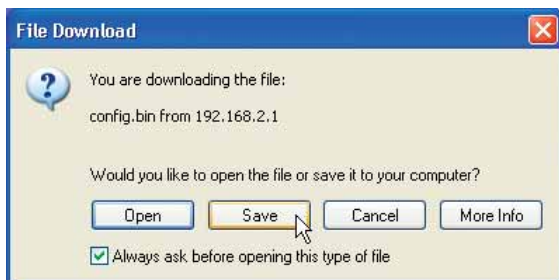 File Download
You are downloading the file:
config.bin from 192.168.2.1
Would you like to open the file or save it to your computer?
Open Save Cancel More Info
Always ask before opening this type of file